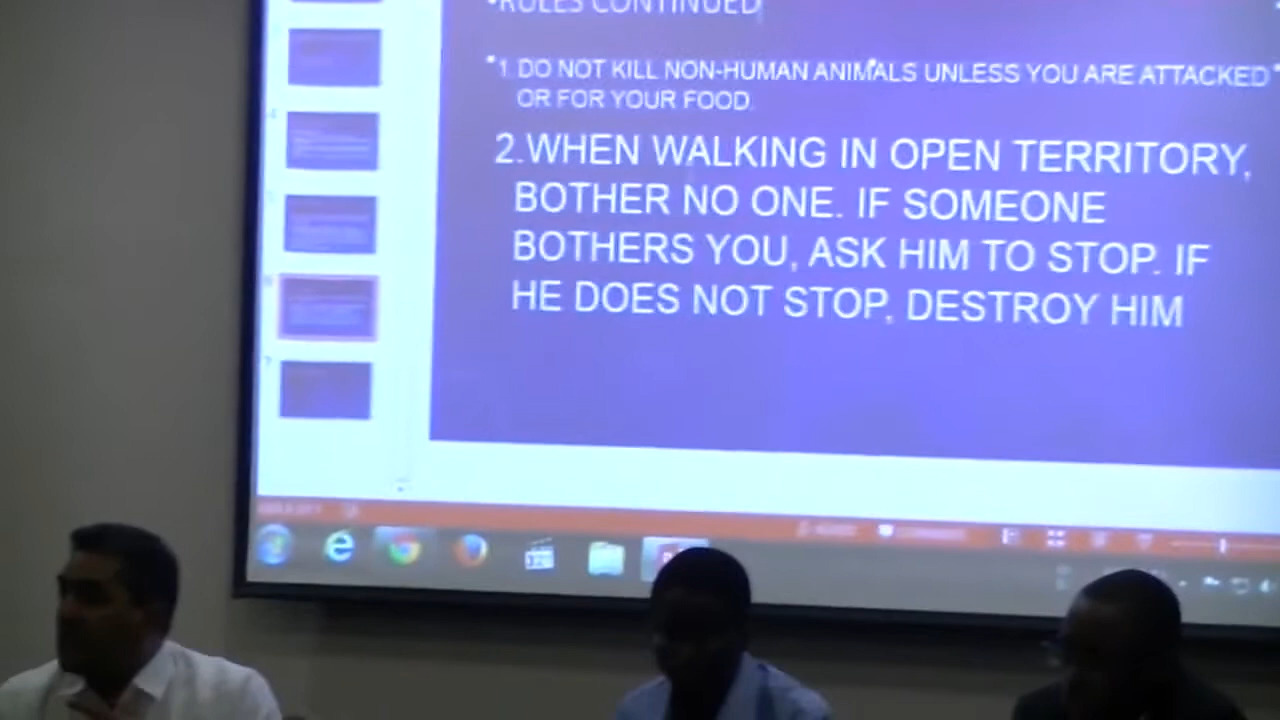 •RULES CONTINUED
1. DO NOT KILL NON-HUMAN ANIMALS UNLESS YOU ARE ATTACKED
OR FOR YOUR FOOD.
2.WHEN WALKING IN OPEN TERRITORY,
BOTHER NO ONE. IF SOMEONE
BOTHERS YOU, ASK HIM TO STOP. IF
HE DOES NOT STOP, DESTROY HIM